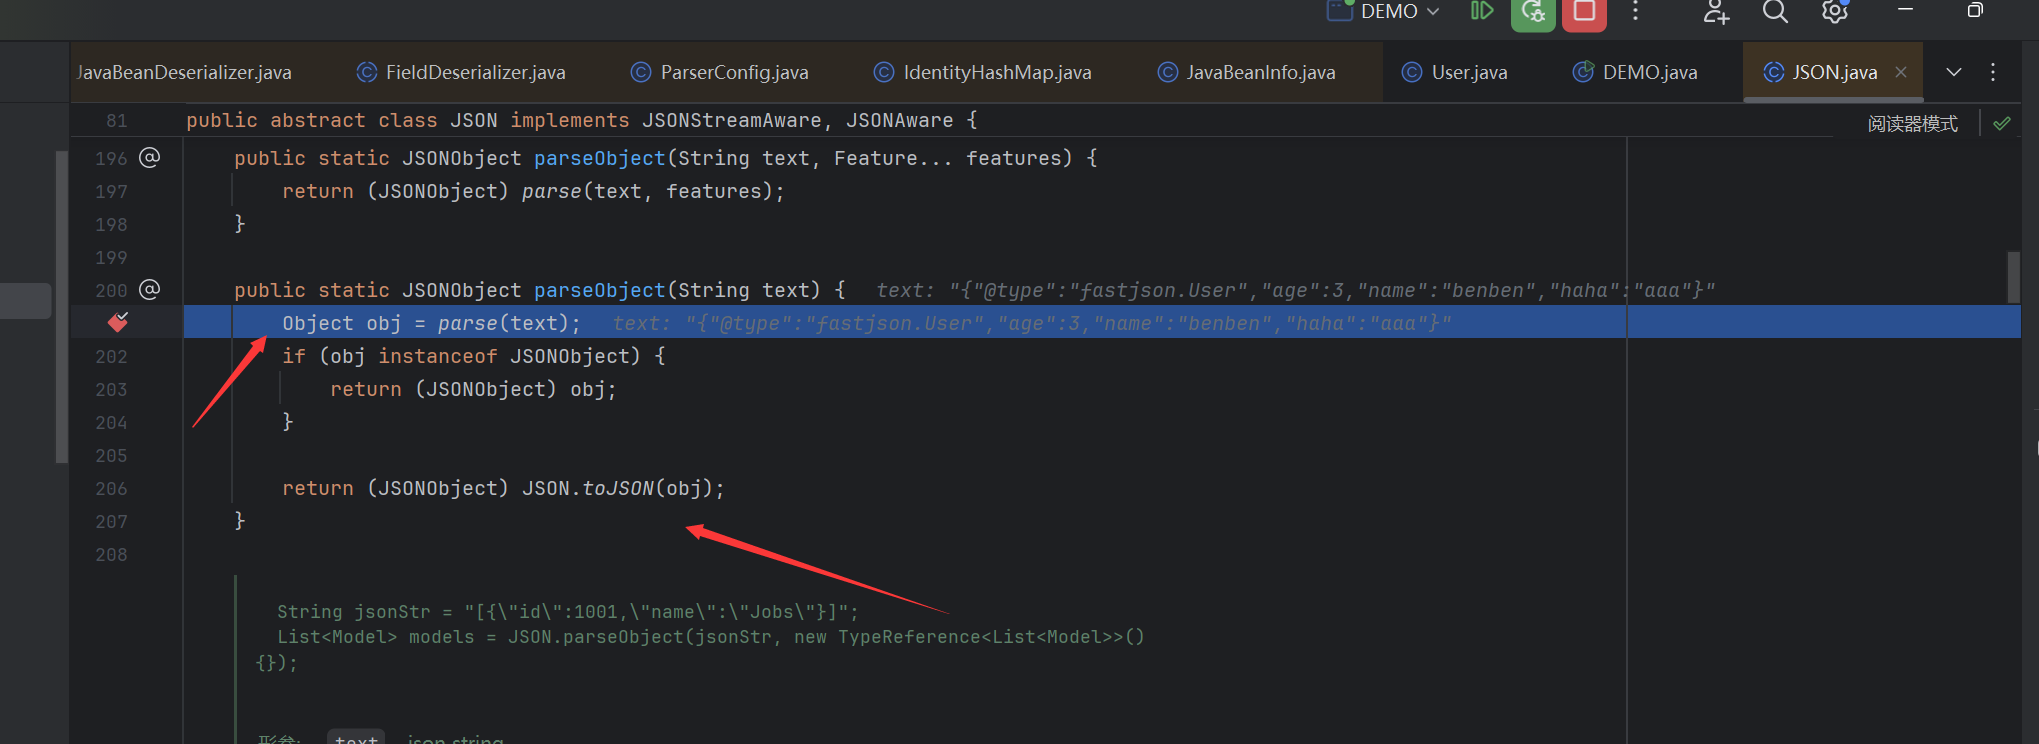 DEMO
JavaBeanDeserializer.java FieldDeserializer.java ParserConfig.java IdentityHashMap.java JavaBeanInfo.java User.java DEMO.java JSON.java
81 public abstract class JSON implements JSONStreamAware, JSONAware {
阅读器模式
196 public static JSONObject parseObject(String text, Feature... features) {
197 return (JSONObject) parse(text, features);
198 }
199
200 public static JSONObject parseObject(String text) { text: "{"@type":"fastjson.User","age":3,"name":"benben","haha":"aaa"}"
Object obj = parse(text); text: "{"@type":"fastjson.User","age":3,"name":"benben","haha":"aaa"}"
202 if (obj instanceof JSONObject) {
203 return (JSONObject) obj;
204 }
205
206 return (JSONObject) JSON.toJSON(obj);
207 }
208
String jsonStr = "[{\"id\":1001,\"name\":\"Jobs\"}]";
List<Model> models = JSON.parseObject(jsonStr, new TypeReference<List<Model>>()
{});
形参: text json string